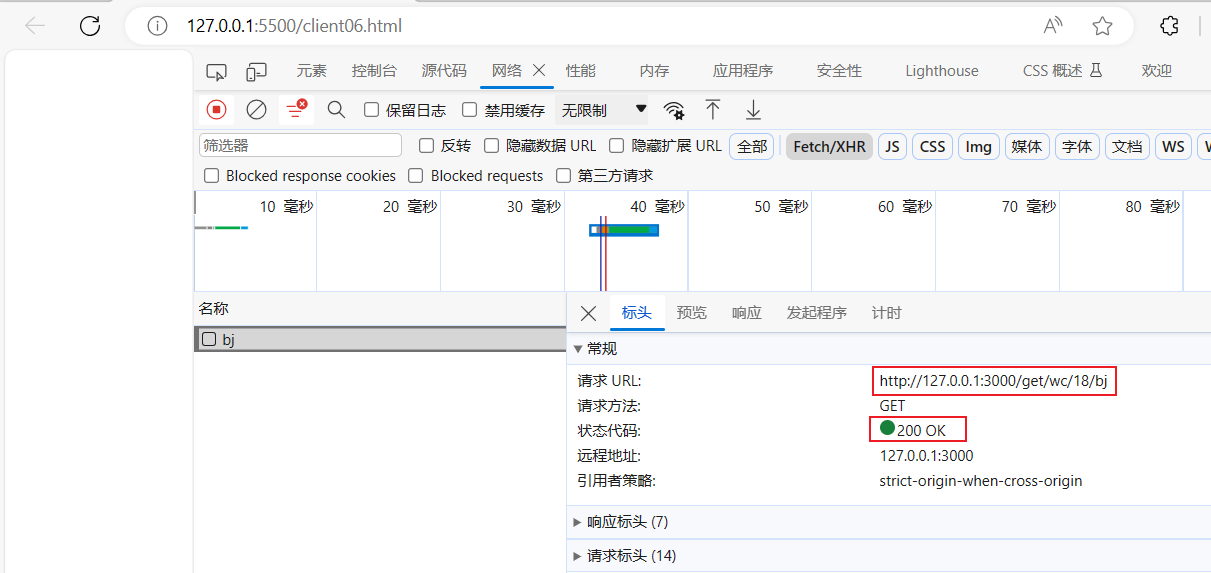 127.0.0.1:5500/client06.html
元素 控制台 源代码 网络 性能 内存 应用程序 安全性 Lighthouse CSS 概述 欢迎
保留日志 禁用缓存 无限制
筛选器 反转 隐藏数据 URL 隐藏扩展 URL 全部 Fetch/XHR JS CSS Img 媒体 字体 文档 WS
Blocked response cookies Blocked requests 第三方请求
10 毫秒 20 毫秒 30 毫秒 40 毫秒 50 毫秒 60 毫秒 70 毫秒 80 毫秒
名称
bj
标头 预览 响应 发起程序 计时
常规
请求 URL: http://127.0.0.1:3000/get/wc/18/bj
请求方法: GET
状态代码: 200 OK
远程地址: 127.0.0.1:3000
引用者策略: strict-origin-when-cross-origin
响应标头 (7)
请求标头 (14)